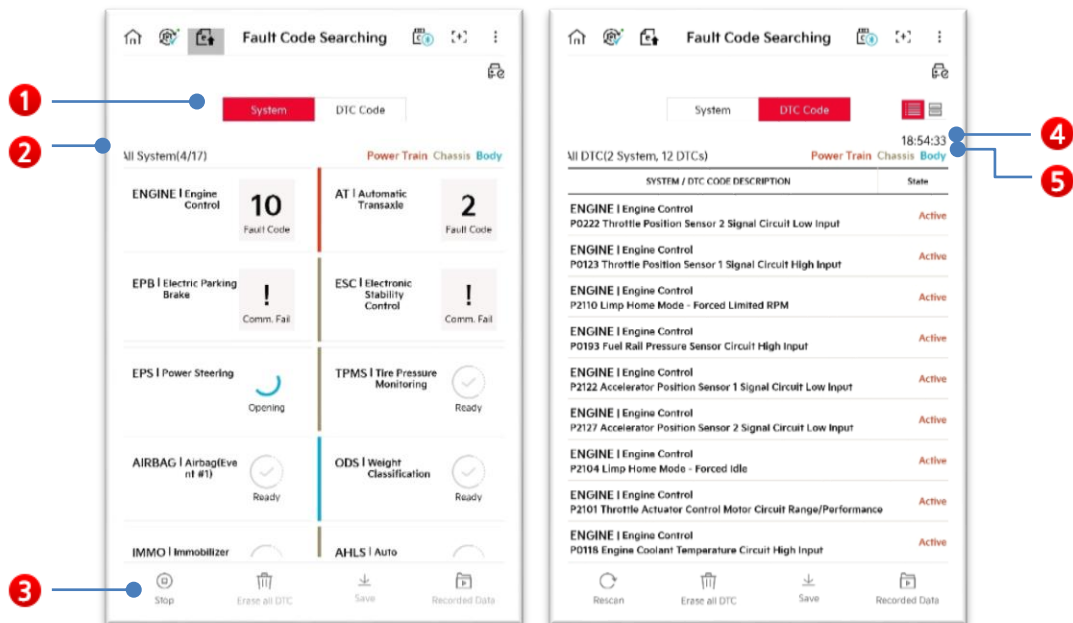 1
2
3
Fault Code Searching
System DTC Code
All System(4/17) Power Train Chassis Body
ENGINE | Engine Control
10
Fault Code
AT | Automatic Transaxle
2
Fault Code
EPB | Electric Parking Brake
!
Comm. Fail
ESC | Electronic Stability Control
!
Comm. Fail
EPS | Power Steering
Opening
TPMS | Tire Pressure Monitoring
Ready
AIRBAG | Airbag(Eve
nt #1)
Ready
ODS | Weight Classification
Ready
IMMO | Immobilizer
AHLS | Auto
Stop Erase all DTC Save Recorded Data
Fault Code Searching
System DTC Code
4
18:54:33
All DTC(2 System, 12 DTCs) Power Train Chassis Body
5
SYSTEM / DTC CODE DESCRIPTION State
ENGINE | Engine Control
P0222 Throttle Position Sensor 2 Signal Circuit Low Input
Active
ENGINE | Engine Control
P0123 Throttle Position Sensor 1 Signal Circuit High Input
Active
ENGINE | Engine Control
P2110 Limp Home Mode - Forced Limited RPM
Active
ENGINE | Engine Control
P0193 Fuel Rail Pressure Sensor Circuit High Input
Active
ENGINE | Engine Control
P2122 Accelerator Position Sensor 1 Signal Circuit Low Input
Active
ENGINE | Engine Control
P2127 Accelerator Position Sensor 2 Signal Circuit Low Input
Active
ENGINE | Engine Control
P2104 Limp Home Mode - Forced Idle
Active
ENGINE | Engine Control
P2101 Throttle Actuator Control Motor Circuit Range/Performance
Active
ENGINE | Engine Control
P0118 Engine Coolant Temperature Circuit High Input
Active
Rescan Erase all DTC Save Recorded Data